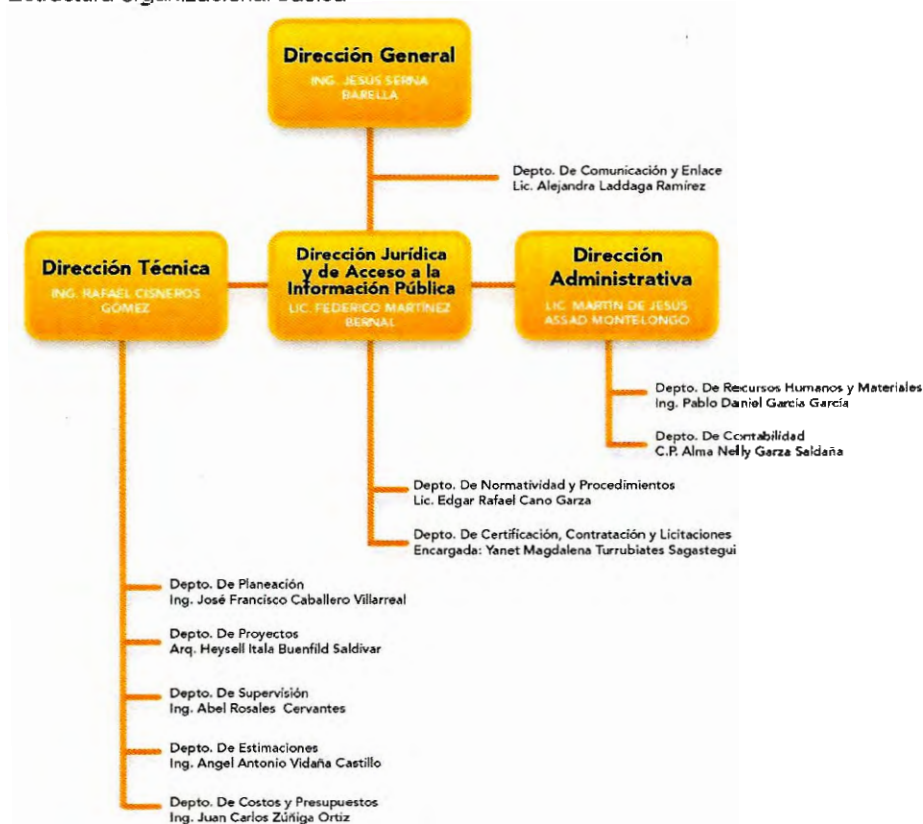 Dirección General
ING. JESÚS SERNA
BARELLA
Depto. De Comunicación y Enlace
Lic. Alejandra Laddaga Ramírez
Dirección Técnica
ING. RAFAEL CISNEROS
GÓMEZ
Dirección Jurídica
y de Acceso a la
Información Pública
LIC. FEDERICO MARTÍNEZ
BERNAL
Dirección
Administrativa
LIC. MARTÍN DE JESÚS
ASSAD MONTELONGO
Depto. De Recursos Humanos y Materiales
Ing. Pablo Daniel García García
Depto. De Contabilidad
C.P. Alma Nelly Garza Saldaña
Depto. De Normatividad y Procedimientos
Lic. Edgar Rafael Cano Garza
Depto. De Certificación, Contratación y Licitaciones
Encargada: Yanet Magdalena Turrubiates Sagastegui
Depto. De Planeación
Ing. José Francisco Caballero Villarreal
Depto. De Proyectos
Arq. Heysell Itala Buenfild Saldivar
Depto. De Supervisión
Ing. Abel Rosales Cervantes
Depto. De Estimaciones
Ing. Angel Antonio Vidaña Castillo
Depto. De Costos y Presupuestos
Ing. Juan Carlos Zúñiga Ortiz